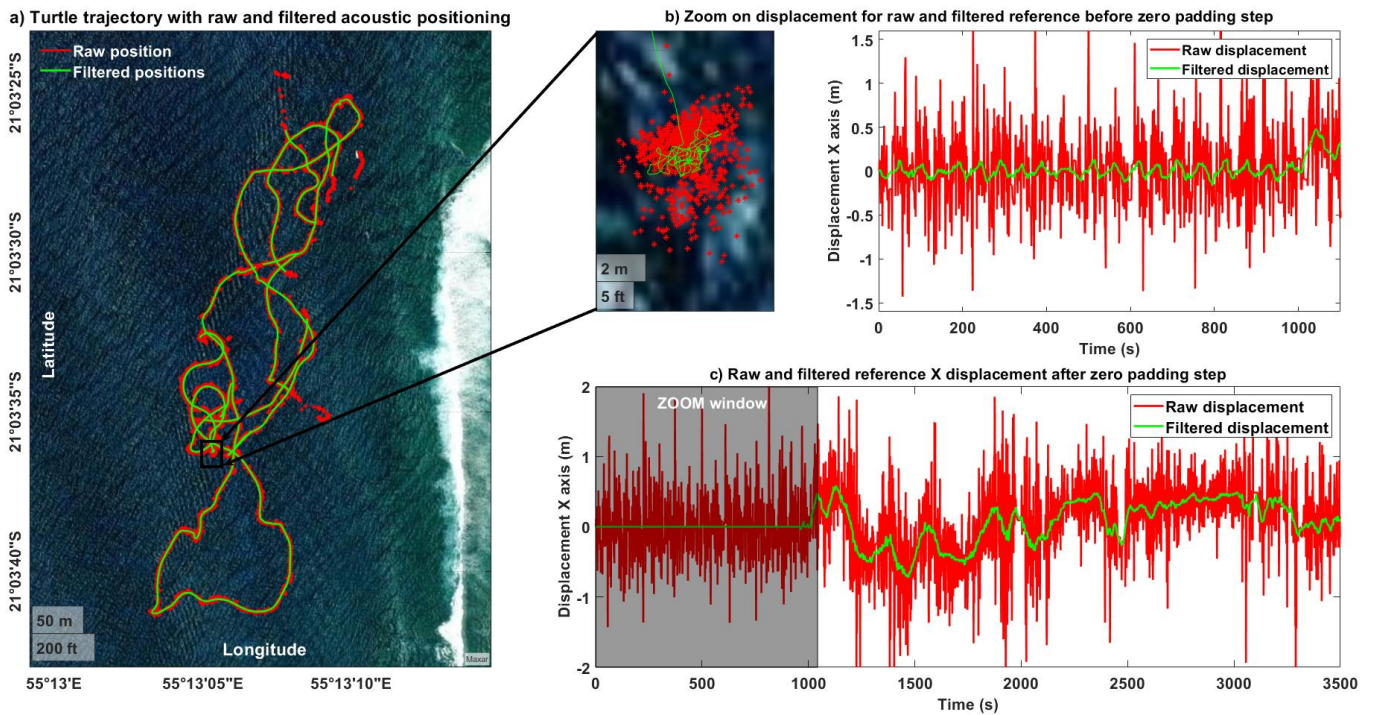 a) Turtle trajectory with raw and filtered acoustic positioning
Raw position
Filtered positions
21°03'25"S
21°03'30"S
21°03'35"S
21°03'40"S
Latitude
50 m
200 ft
Longitude
Maxar
55°13'E
55°13'05"E
55°13'10"E
b) Zoom on displacement for raw and filtered reference before zero padding step
2 m
5 ft
Displacement X axis (m)
1
0.5
0
-0.5
-1
-1.5
Raw displacement
Filtered displacement
0 200 400 600 800 1000
Time (s)
c) Raw and filtered reference X displacement after zero padding step
Displacement X axis (m)
2
1
0
-1
-2
ZOOM window
Raw displacement
Filtered displacement
0 500 1000 1500 2000 2500 3000 3500
Time (s)